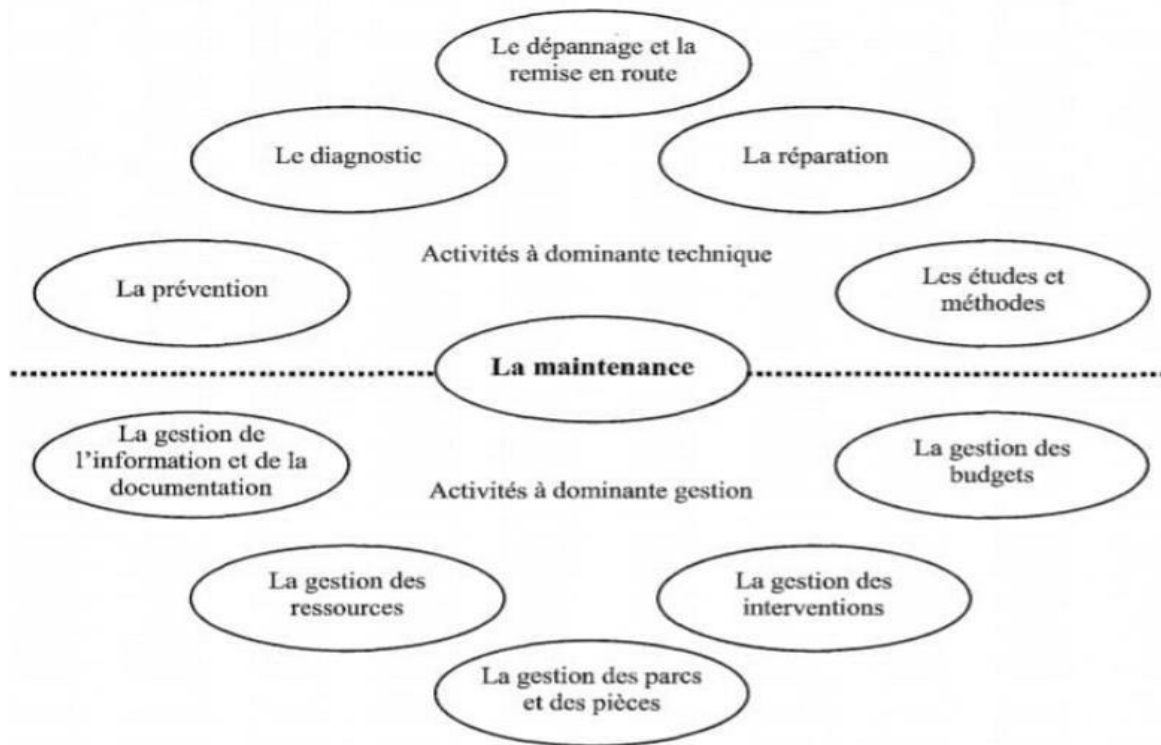 Le dépannage et la
remise en route
Le diagnostic
La réparation
Activités à dominante technique
La prévention
Les études et
méthodes
La maintenance
La gestion de
l'information et de la
documentation
La gestion des
budgets
Activités à dominante gestion
La gestion des
ressources
La gestion des
interventions
La gestion des parcs
et des pièces